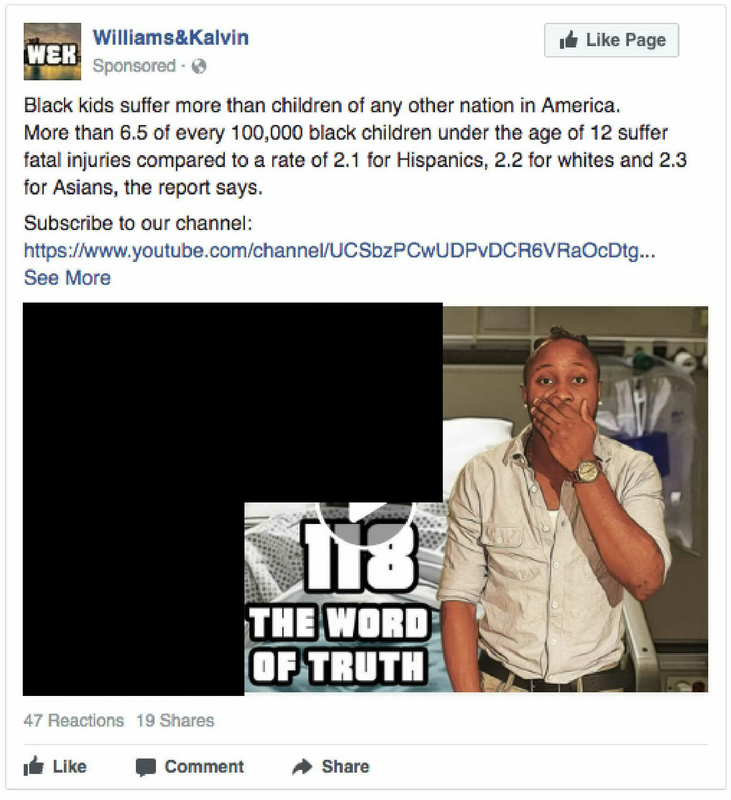 W&K
Williams&Kalvin
Sponsored ·
Like Page
Black kids suffer more than children of any other nation in America.
More than 6.5 of every 100,000 black children under the age of 12 suffer
fatal injuries compared to a rate of 2.1 for Hispanics, 2.2 for whites and 2.3
for Asians, the report says.
Subscribe to our channel:
https://www.youtube.com/channel/UCSbzPCwUDPvDCR6VRaOcDtg...
See More
118
THE WORD
OF TRUTH
47 Reactions 19 Shares
Like Comment Share